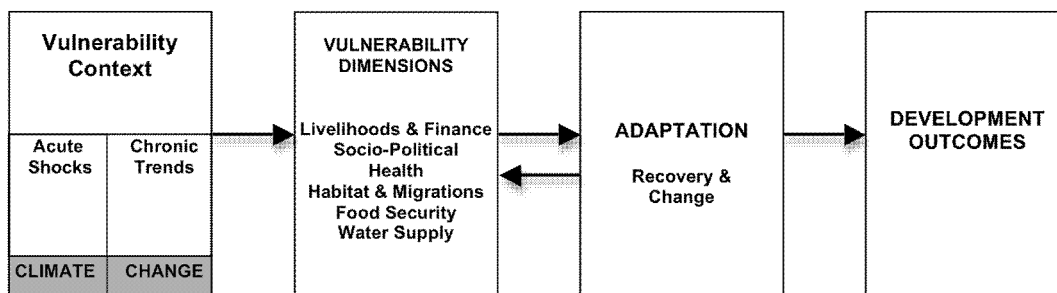 Vulnerability
Context
Acute
Shocks
Chronic
Trends
CLIMATE
CHANGE
VULNERABILITY
DIMENSIONS
Livelihoods & Finance
Socio-Political
Health
Habitat & Migrations
Food Security
Water Supply
ADAPTATION
Recovery &
Change
DEVELOPMENT
OUTCOMES